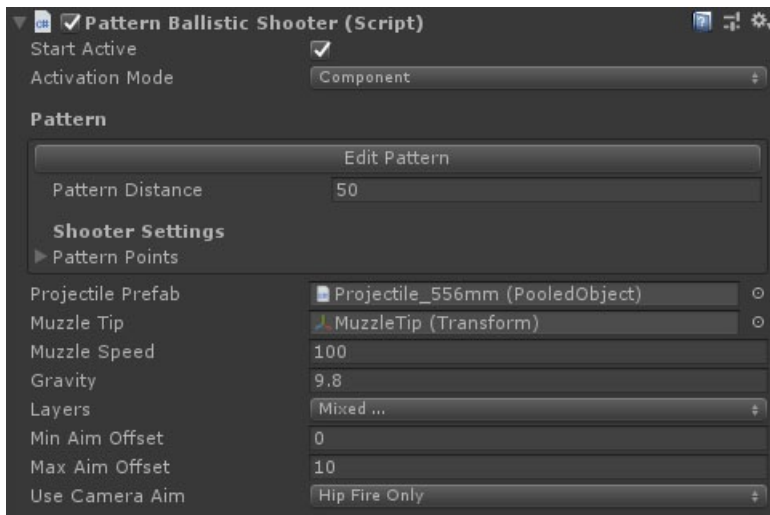 Pattern Ballistic Shooter (Script)
Start Active
Activation Mode Component
Pattern
Edit Pattern
Pattern Distance 50
Shooter Settings
Pattern Points
Projectile Prefab Projectile_556mm (PooledObject)
Muzzle Tip MuzzleTip (Transform)
Muzzle Speed 100
Gravity 9.8
Layers Mixed ...
Min Aim Offset 0
Max Aim Offset 10
Use Camera Aim Hip Fire Only